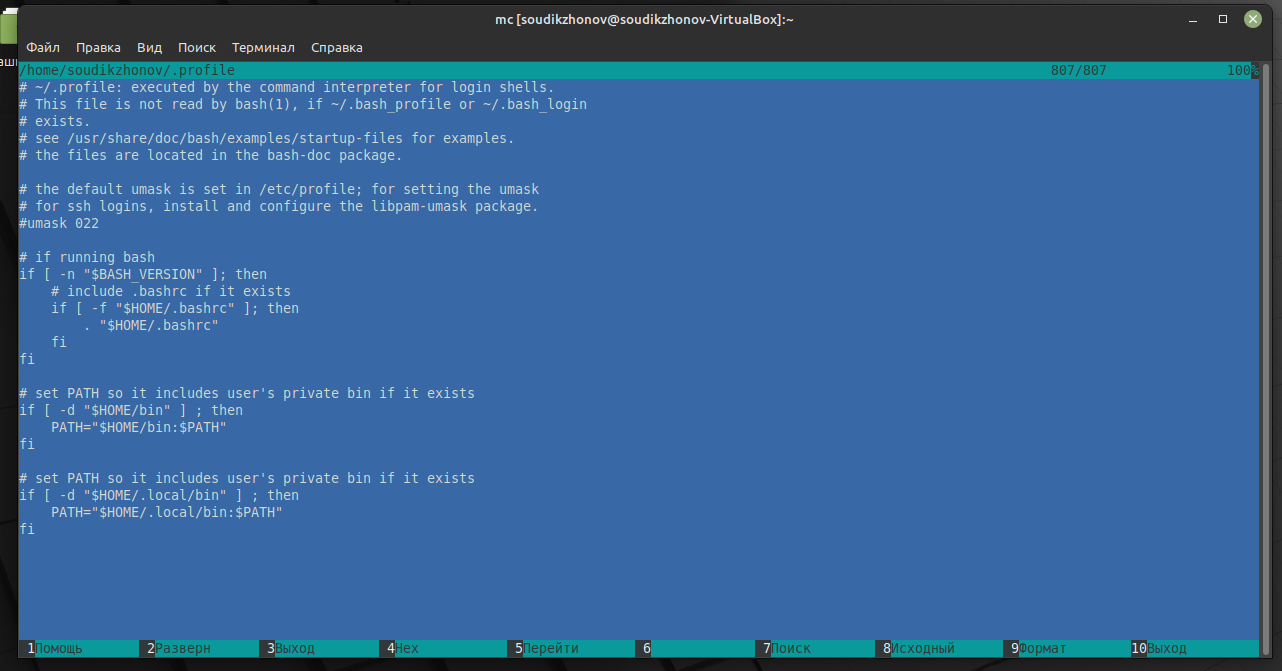 mc [soudikzhonov@soudikzhonov-VirtualBox]:~
Файл Правка Вид Поиск Терминал Справка
/home/soudikzhonov/.profile 807/807 100%
# ~/.profile: executed by the command interpreter for login shells.
# This file is not read by bash(1), if ~/.bash_profile or ~/.bash_login
# exists.
# see /usr/share/doc/bash/examples/startup-files for examples.
# the files are located in the bash-doc package.

# the default umask is set in /etc/profile; for setting the umask
# for ssh logins, install and configure the libpam-umask package.
#umask 022

# if running bash
if [ -n "$BASH_VERSION" ]; then
    # include .bashrc if it exists
    if [ -f "$HOME/.bashrc" ]; then
        . "$HOME/.bashrc"
    fi
fi

# set PATH so it includes user's private bin if it exists
if [ -d "$HOME/bin" ] ; then
    PATH="$HOME/bin:$PATH"
fi

# set PATH so it includes user's private bin if it exists
if [ -d "$HOME/.local/bin" ] ; then
    PATH="$HOME/.local/bin:$PATH"
fi
1Помощь 2Разверн 3Выход 4Hex 5Перейти 6 7Поиск 8Исходный 9Формат 10Выход